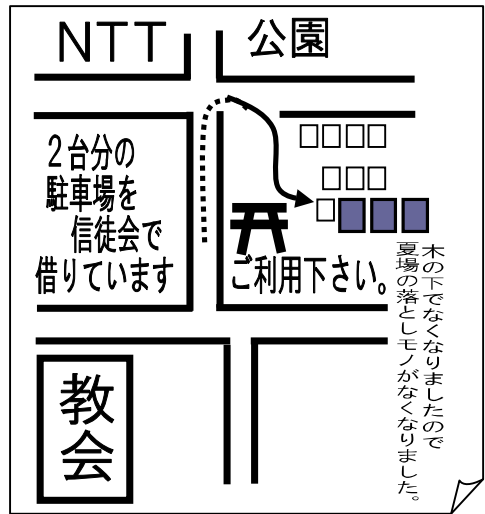 NTT
公園
2台分の
駐車場を
信徒会で
借りています
ご利用下さい。
木の下でなくなりましたので
夏場の落としモノがなくなりました。
教
会